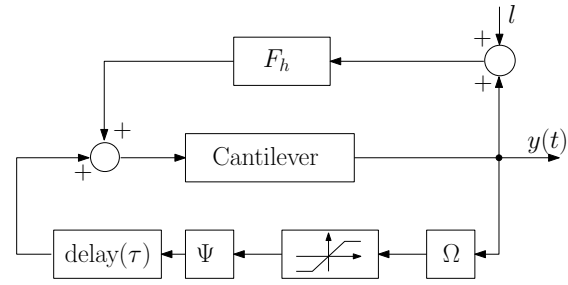 l
+
F_h
+
+
y(t)
Cantilever
+
delay(τ)
Ψ
Ω